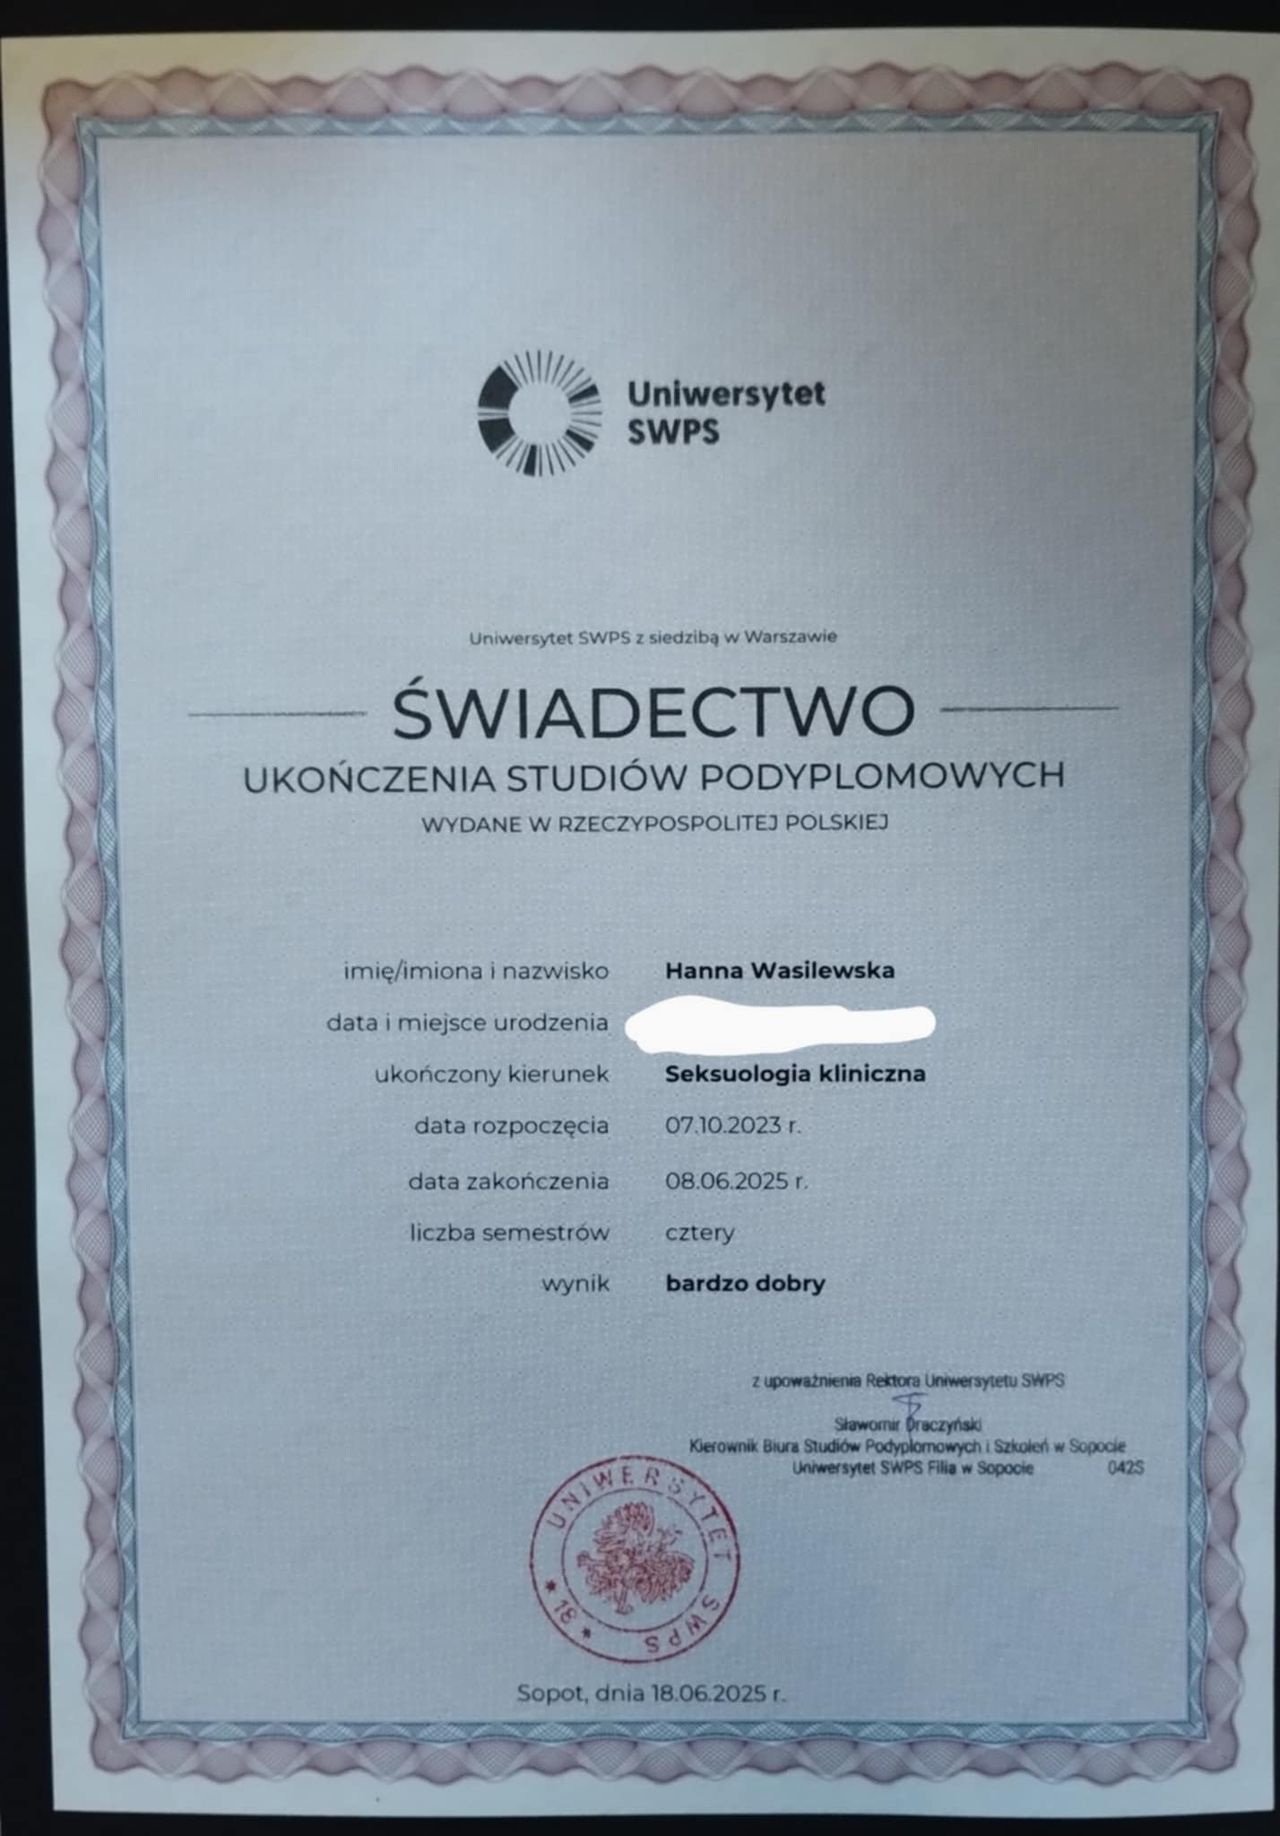 Uniwersytet
SWPS
Uniwersytet SWPS z siedzibą w Warszawie
ŚWIADECTWO
UKOŃCZENIA STUDIÓW PODYPLOMOWYCH
WYDANE W RZECZYPOSPOLITEJ POLSKIEJ
imię/imiona i nazwisko Hanna Wasilewska
data i miejsce urodzenia
ukończony kierunek Seksuologia kliniczna
data rozpoczęcia 07.10.2023 r.
data zakończenia 08.06.2025 r.
liczba semestrów cztery
wynik bardzo dobry
z upoważnienia Rektora Uniwersytetu SWPS
Sławomir Draczyński
Kierownik Biura Studiów Podyplomowych i Szkoleń w Sopocie
Uniwersytet SWPS Filia w Sopocie 042S
UNIWERSYTET SWPS * 18 *
Sopot, dnia 18.06.2025 r.